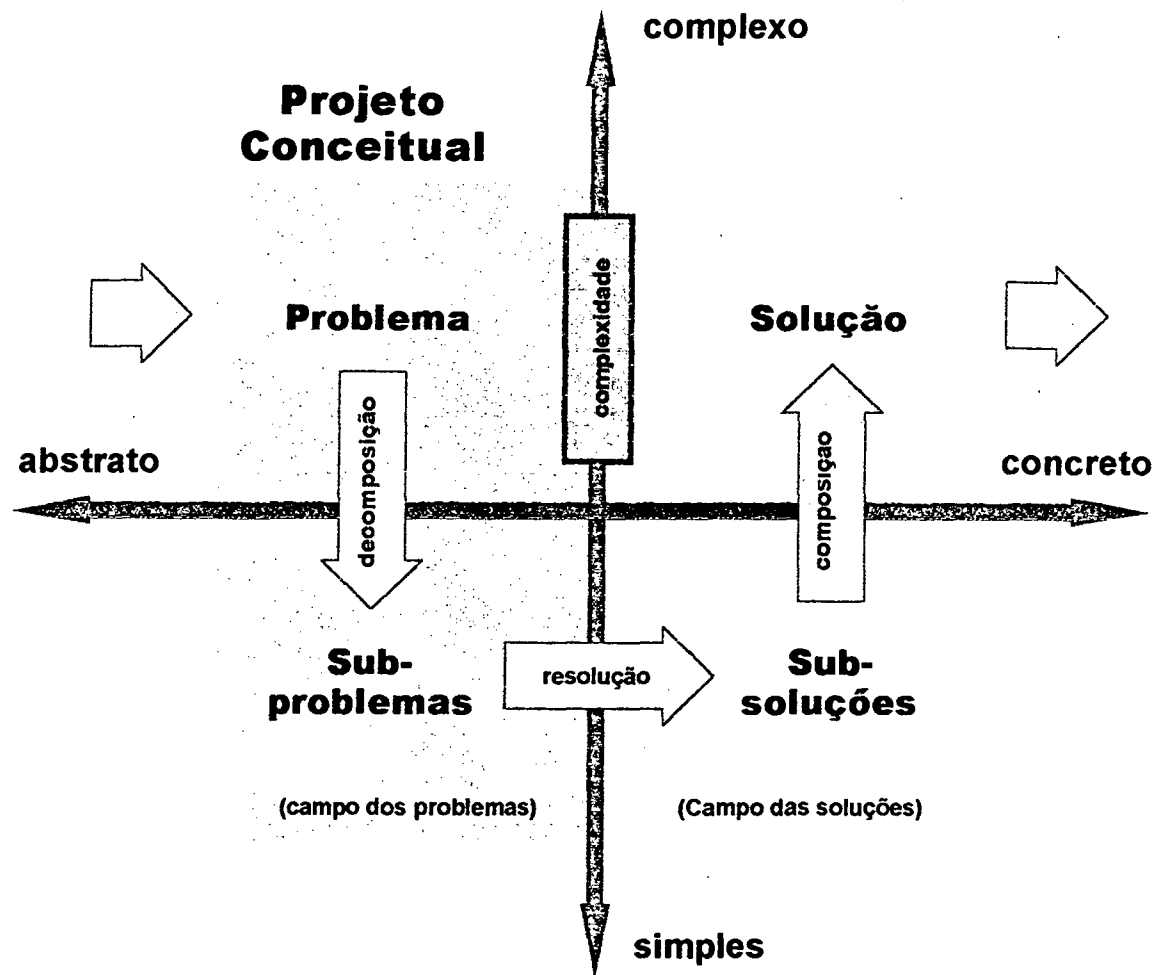 complexo
Projeto
Conceitual
complexidade
Problema
Solução
decomposição
composiçao
abstrato
concreto
Sub-
problemas
resolução
Sub-
soluções
(campo dos problemas)
(Campo das soluções)
simples